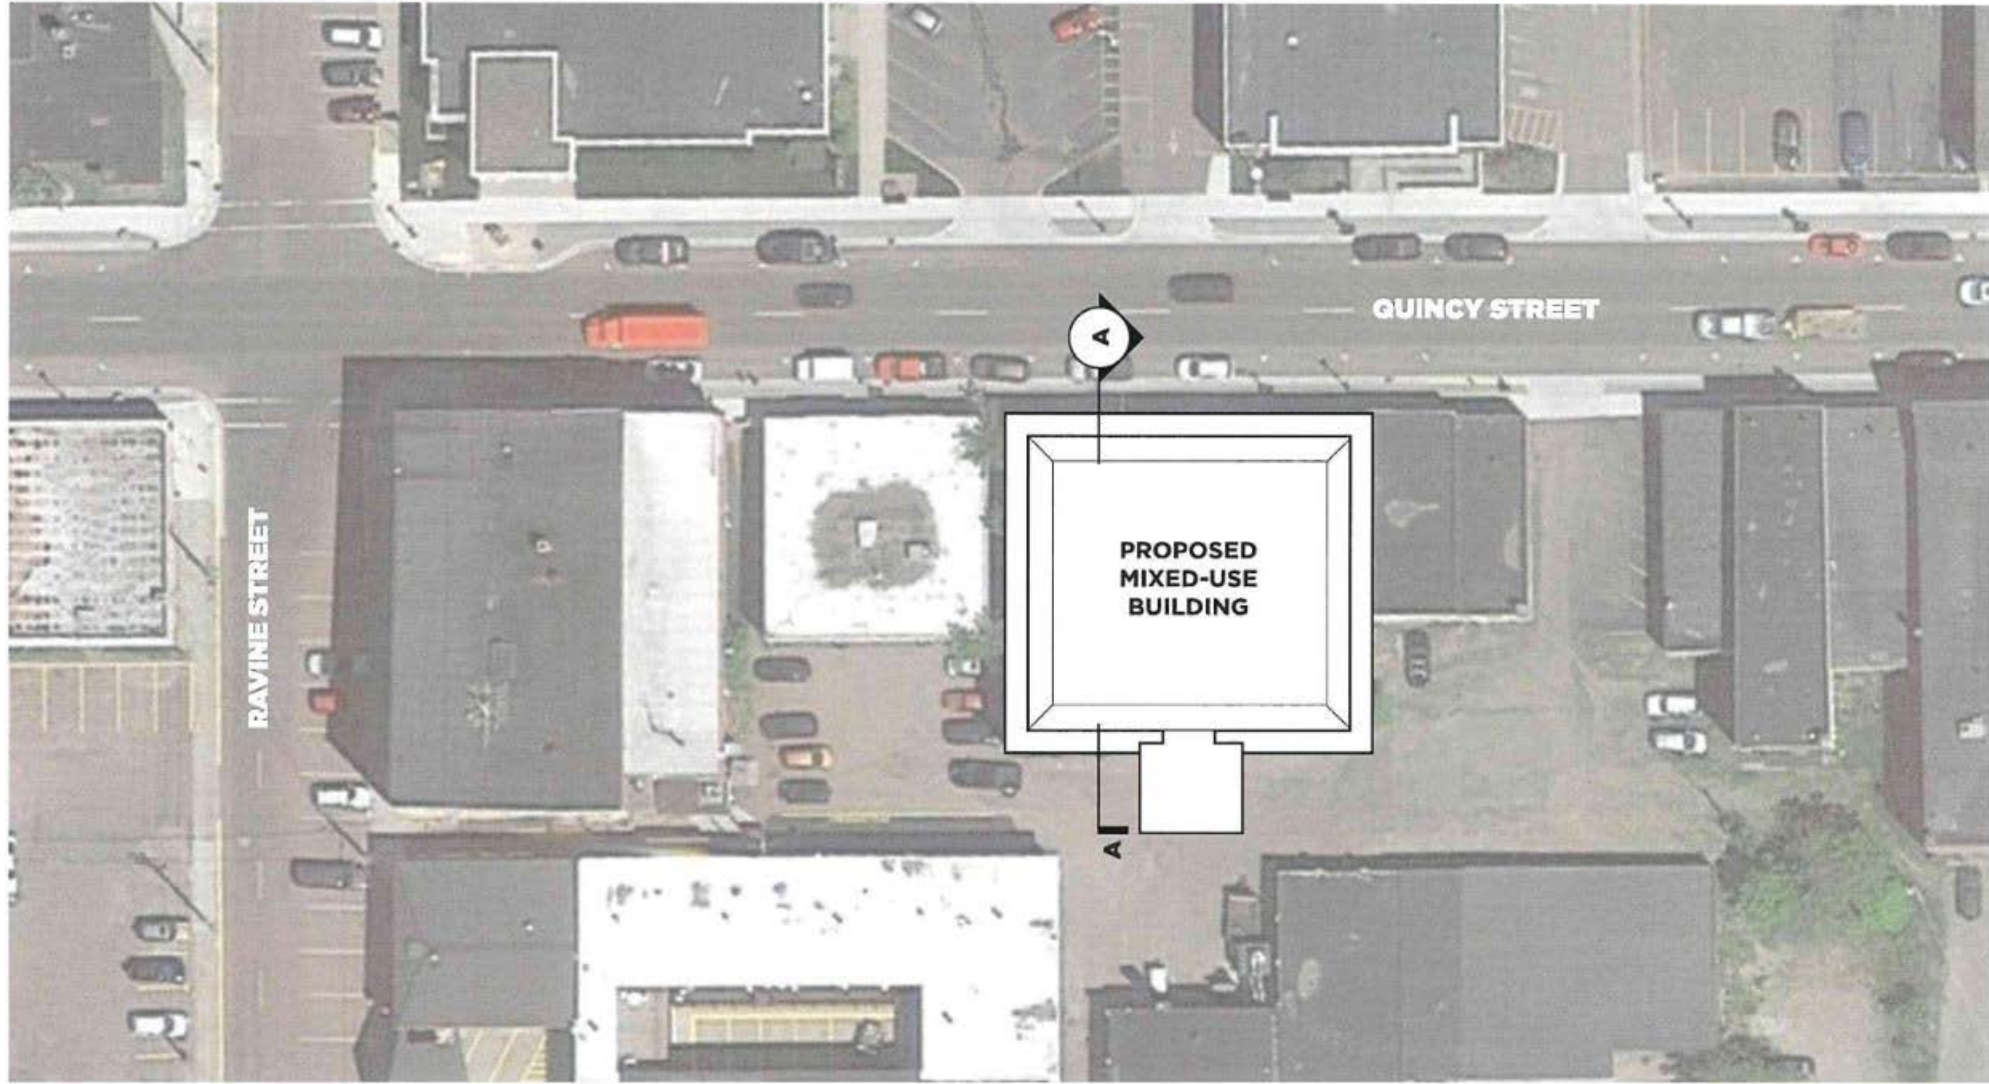 QUINCY STREET
A
RAVINE STREET
PROPOSED
MIXED-USE
BUILDING
A